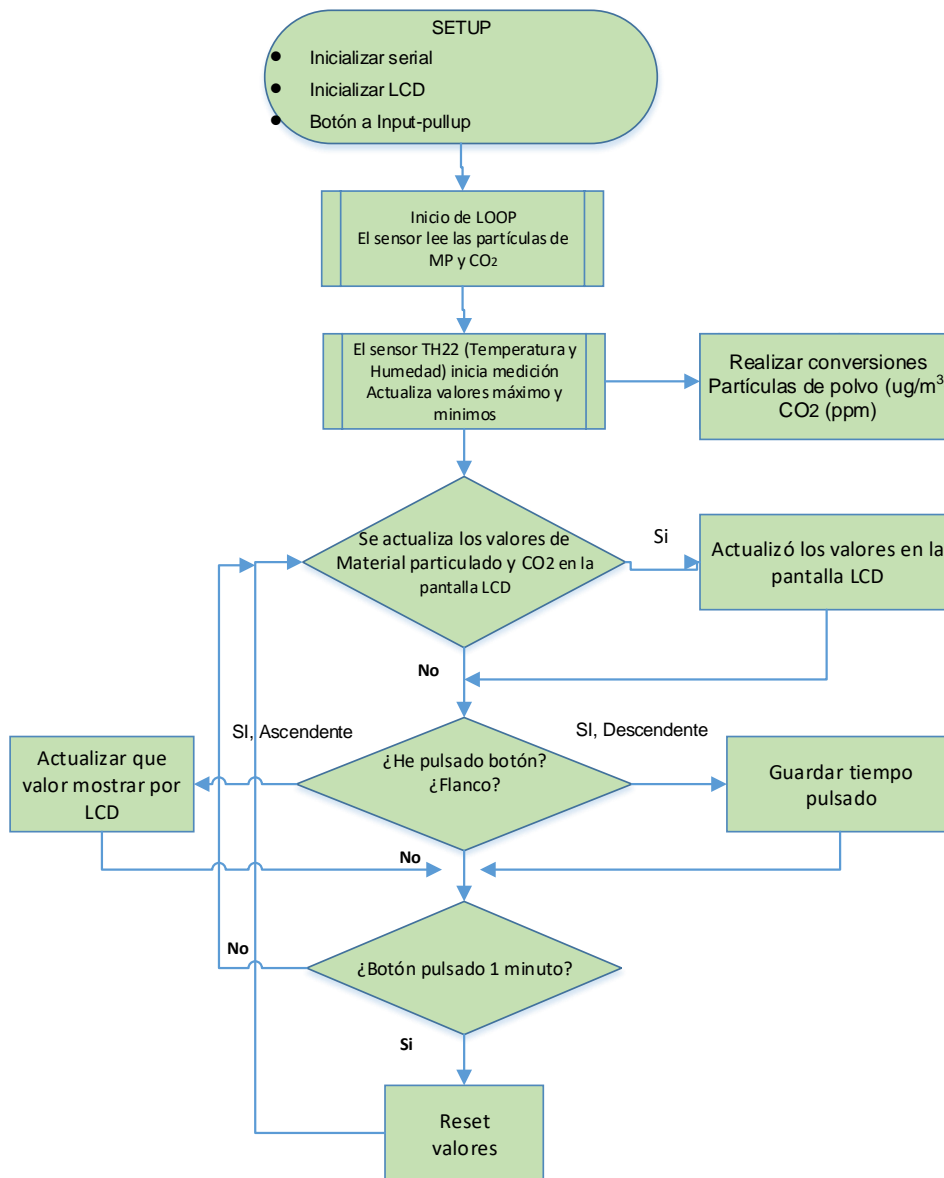 SETUP
● Inicializar serial
● Inicializar LCD
● Botón a Input-pullup
Inicio de LOOP
El sensor lee las partículas de
MP y CO2
El sensor TH22 (Temperatura y
Humedad) inicia medición
Actualiza valores máximo y
minimos
Realizar conversiones
Partículas de polvo (ug/m³
CO2 (ppm)
Se actualiza los valores de
Material particulado y CO2 en la
pantalla LCD
Si
Actualizó los valores en la
pantalla LCD
No
SI, Ascendente
SI, Descendente
Actualizar que
valor mostrar por
LCD
¿He pulsado botón?
¿Flanco?
Guardar tiempo
pulsado
No
No
¿Botón pulsado 1 minuto?
Si
Reset
valores